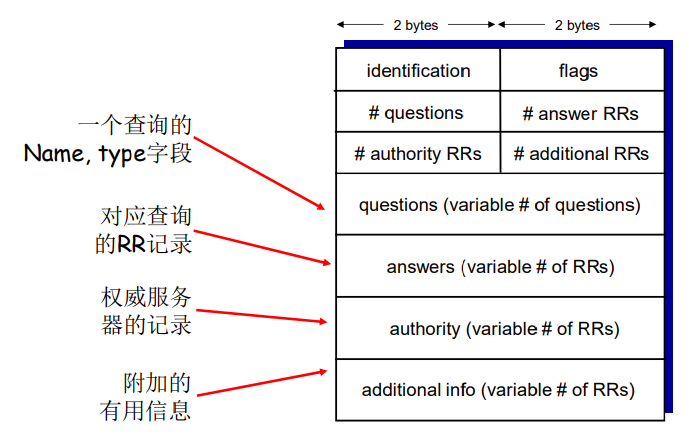 2 bytes 2 bytes
identification flags
# questions # answer RRs
# authority RRs # additional RRs
一个查询的
Name, type字段
questions (variable # of questions)
对应查询
的RR记录
answers (variable # of RRs)
权威服务
器的记录
authority (variable # of RRs)
附加的
有用信息
additional info (variable # of RRs)